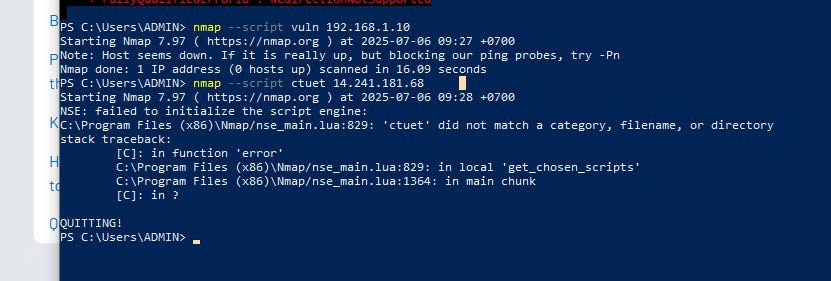 PS C:\Users\ADMIN> nmap --script vuln 192.168.1.10
Starting Nmap 7.97 ( https://nmap.org ) at 2025-07-06 09:27 +0700
Note: Host seems down. If it is really up, but blocking our ping probes, try -Pn
Nmap done: 1 IP address (0 hosts up) scanned in 16.09 seconds
PS C:\Users\ADMIN> nmap --script ctuet 14.241.181.68
Starting Nmap 7.97 ( https://nmap.org ) at 2025-07-06 09:28 +0700
NSE: failed to initialize the script engine:
C:\Program Files (x86)\Nmap/nse_main.lua:829: 'ctuet' did not match a category, filename, or directory
stack traceback:
[C]: in function 'error'
C:\Program Files (x86)\Nmap/nse_main.lua:829: in local 'get_chosen_scripts'
C:\Program Files (x86)\Nmap/nse_main.lua:1364: in main chunk
[C]: in ?
QUITTING!
PS C:\Users\ADMIN>